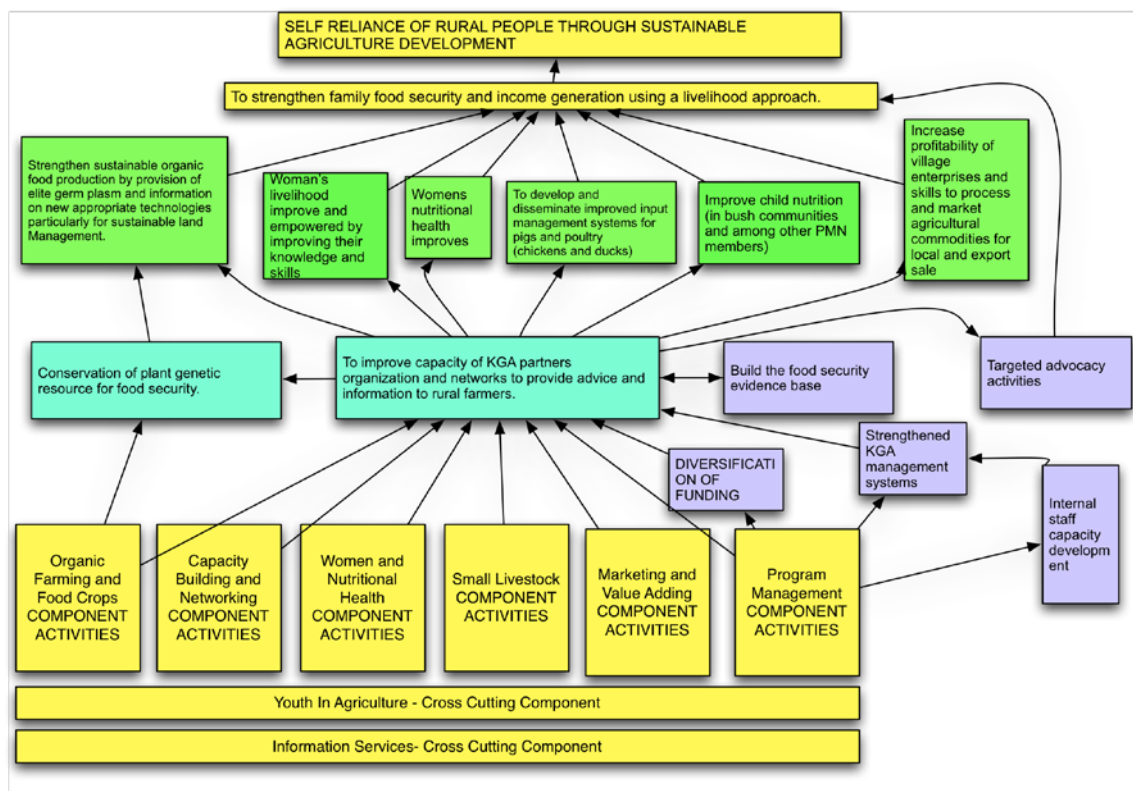 SELF RELIANCE OF RURAL PEOPLE THROUGH SUSTAINABLE
AGRICULTURE DEVELOPMENT
To strengthen family food security and income generation using a livelihood approach.
Strengthen sustainable organic
food production by provision of
elite germ plasm and information
on new appropriate technologies
particularly for sustainable land
Management.
Woman's
livelihood
improve and
empowered by
improving their
knowledge and
skills
Womens
nutritional
health improves
To develop and
disseminate improved input
management systems for
pigs and poultry
(chickens and ducks)
Improve child nutrition
(in bush communities
and among other PMN
members)
Increase
profitability of
village
enterprises and
skills to process
and market
agricultural
commodities for
local and export
sale
Conservation of plant genetic
resource for food security.
To improve capacity of KGA partners
organization and networks to provide advice and
information to rural farmers.
Build the food security
evidence base
Targeted advocacy
activities
DIVERSIFICATI
ON OF
FUNDING
Strengthened
KGA
management
systems
Internal
staff
capacity
developm
ent
Organic
Farming and
Food Crops
COMPONENT
ACTIVITIES
Capacity
Building and
Networking
COMPONENT
ACTIVITIES
Women and
Nutritional
Health
COMPONENT
ACTIVITIES
Small Livestock
COMPONENT
ACTIVITIES
Marketing and
Value Adding
COMPONENT
ACTIVITIES
Program
Management
COMPONENT
ACTIVITIES
Youth In Agriculture - Cross Cutting Component
Information Services- Cross Cutting Component